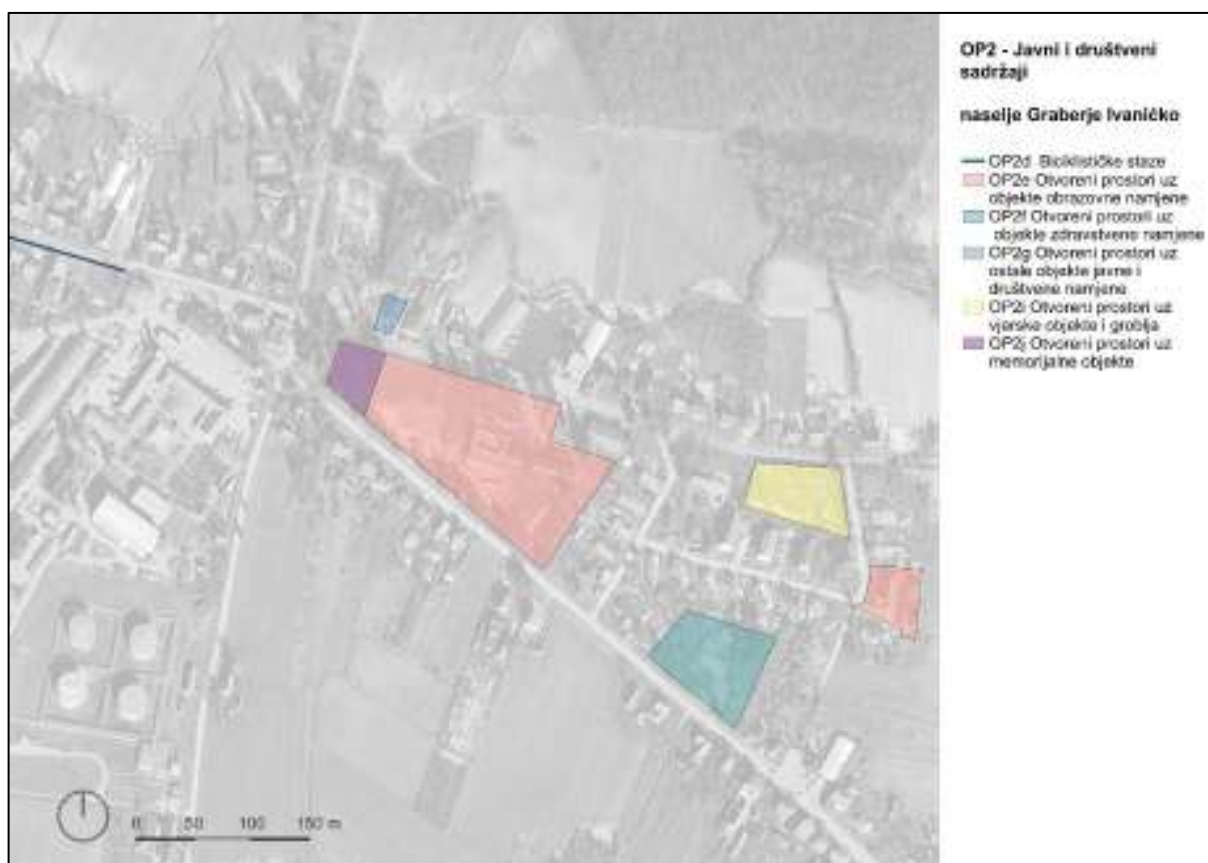 OP2 - Javni i društveni
sadržaji
naselje Graberje Ivaničko
OP2d Biciklističke staze
OP2e Otvoreni prostori uz
objekte obrazovne namjene
OP2f Otvoreni prostori uz
objekte zdravstvene namjene
OP2g Otvoreni prostori uz
ostale objekte javne i
društvene namjene
OP2i Otvoreni prostori uz
vjerske objekte i groblja
OP2j Otvoreni prostori uz
memorijalne objekte
0 50 100 150 m